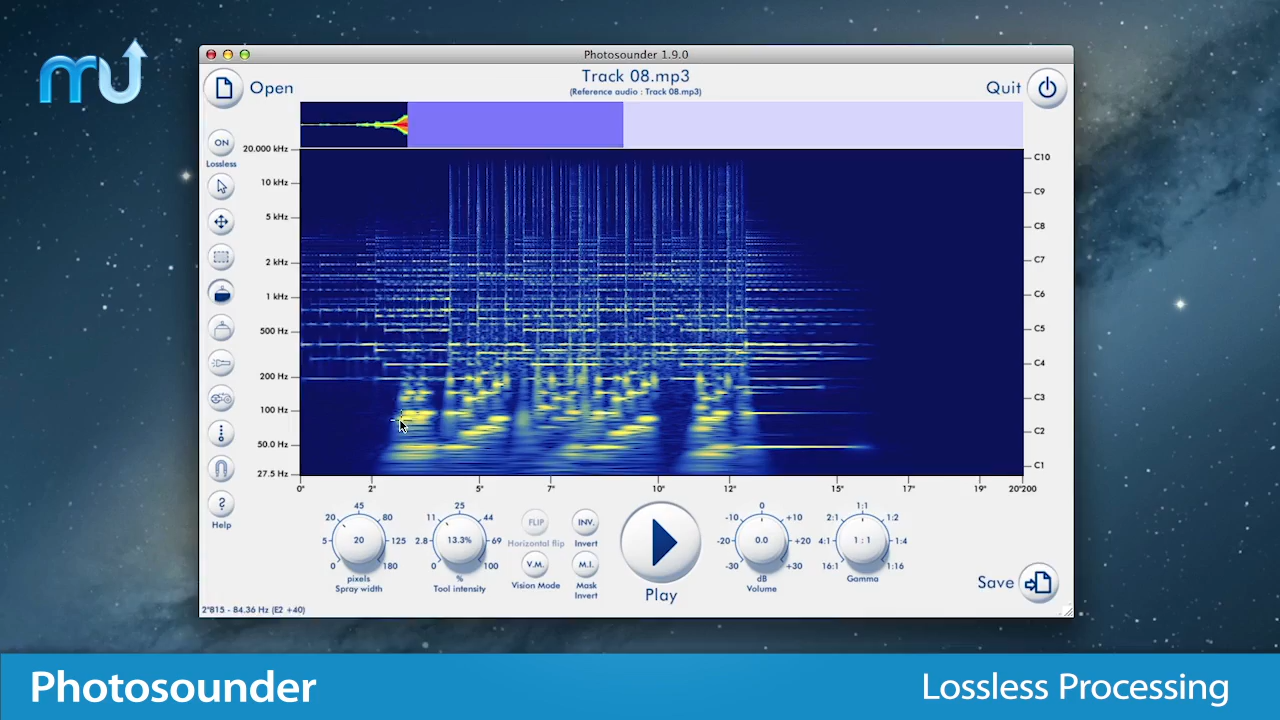 mu
Photosounder 1.9.0
Track 08.mp3
(Reference audio : Track 08.mp3)
Open
Quit
ON
Lossless
20.000 kHz
10 kHz
5 kHz
2 kHz
1 kHz
500 Hz
200 Hz
100 Hz
50.0 Hz
27.5 Hz
C10
C9
C8
C7
C6
C5
C4
C3
C2
C1
0" 2" 5" 7" 10" 12" 15" 17" 19" 20"200
?
Help
0 5 20 45 80 125 180
20
pixels
Spray width
0 2.8 11 25 44 69 100
13.3%
%
Tool intensity
FLIP
Horizontal flip
INV.
Invert
V.M.
Vision Mode
M.I.
Mask
Invert
Play
-30 -20 -10 0 +10 +20 +30
0.0
dB
Volume
16:1 4:1 2:1 1:1 1:2 1:4 1:16
1 : 1
Gamma
Save
2"815 - 84.36 Hz (E2 +40)
Photosounder
Lossless Processing